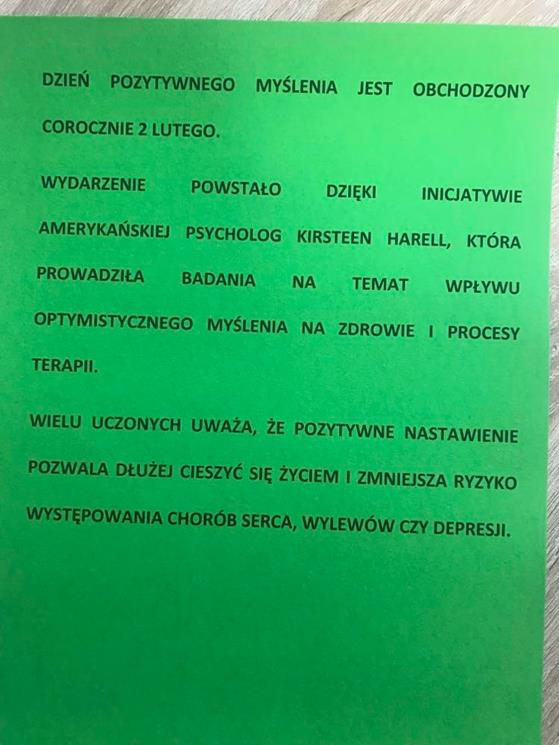 DZIEŃ POZYTYWNEGO MYŚLENIA JEST OBCHODZONY
COROCZNIE 2 LUTEGO.
WYDARZENIE POWSTAŁO DZIĘKI INICJATYWIE
AMERYKAŃSKIEJ PSYCHOLOG KIRSTEEN HARELL, KTÓRA
PROWADZIŁA BADANIA NA TEMAT WPŁYWU
OPTYMISTYCZNEGO MYŚLENIA NA ZDROWIE I PROCESY
TERAPII.
WIELU UCZONYCH UWAŻA, ŻE POZYTYWNE NASTAWIENIE
POZWALA DŁUŻEJ CIESZYĆ SIĘ ŻYCIEM I ZMNIEJSZA RYZYKO
WYSTĘPOWANIA CHORÓB SERCA, WYLEWÓW CZY DEPRESJI.